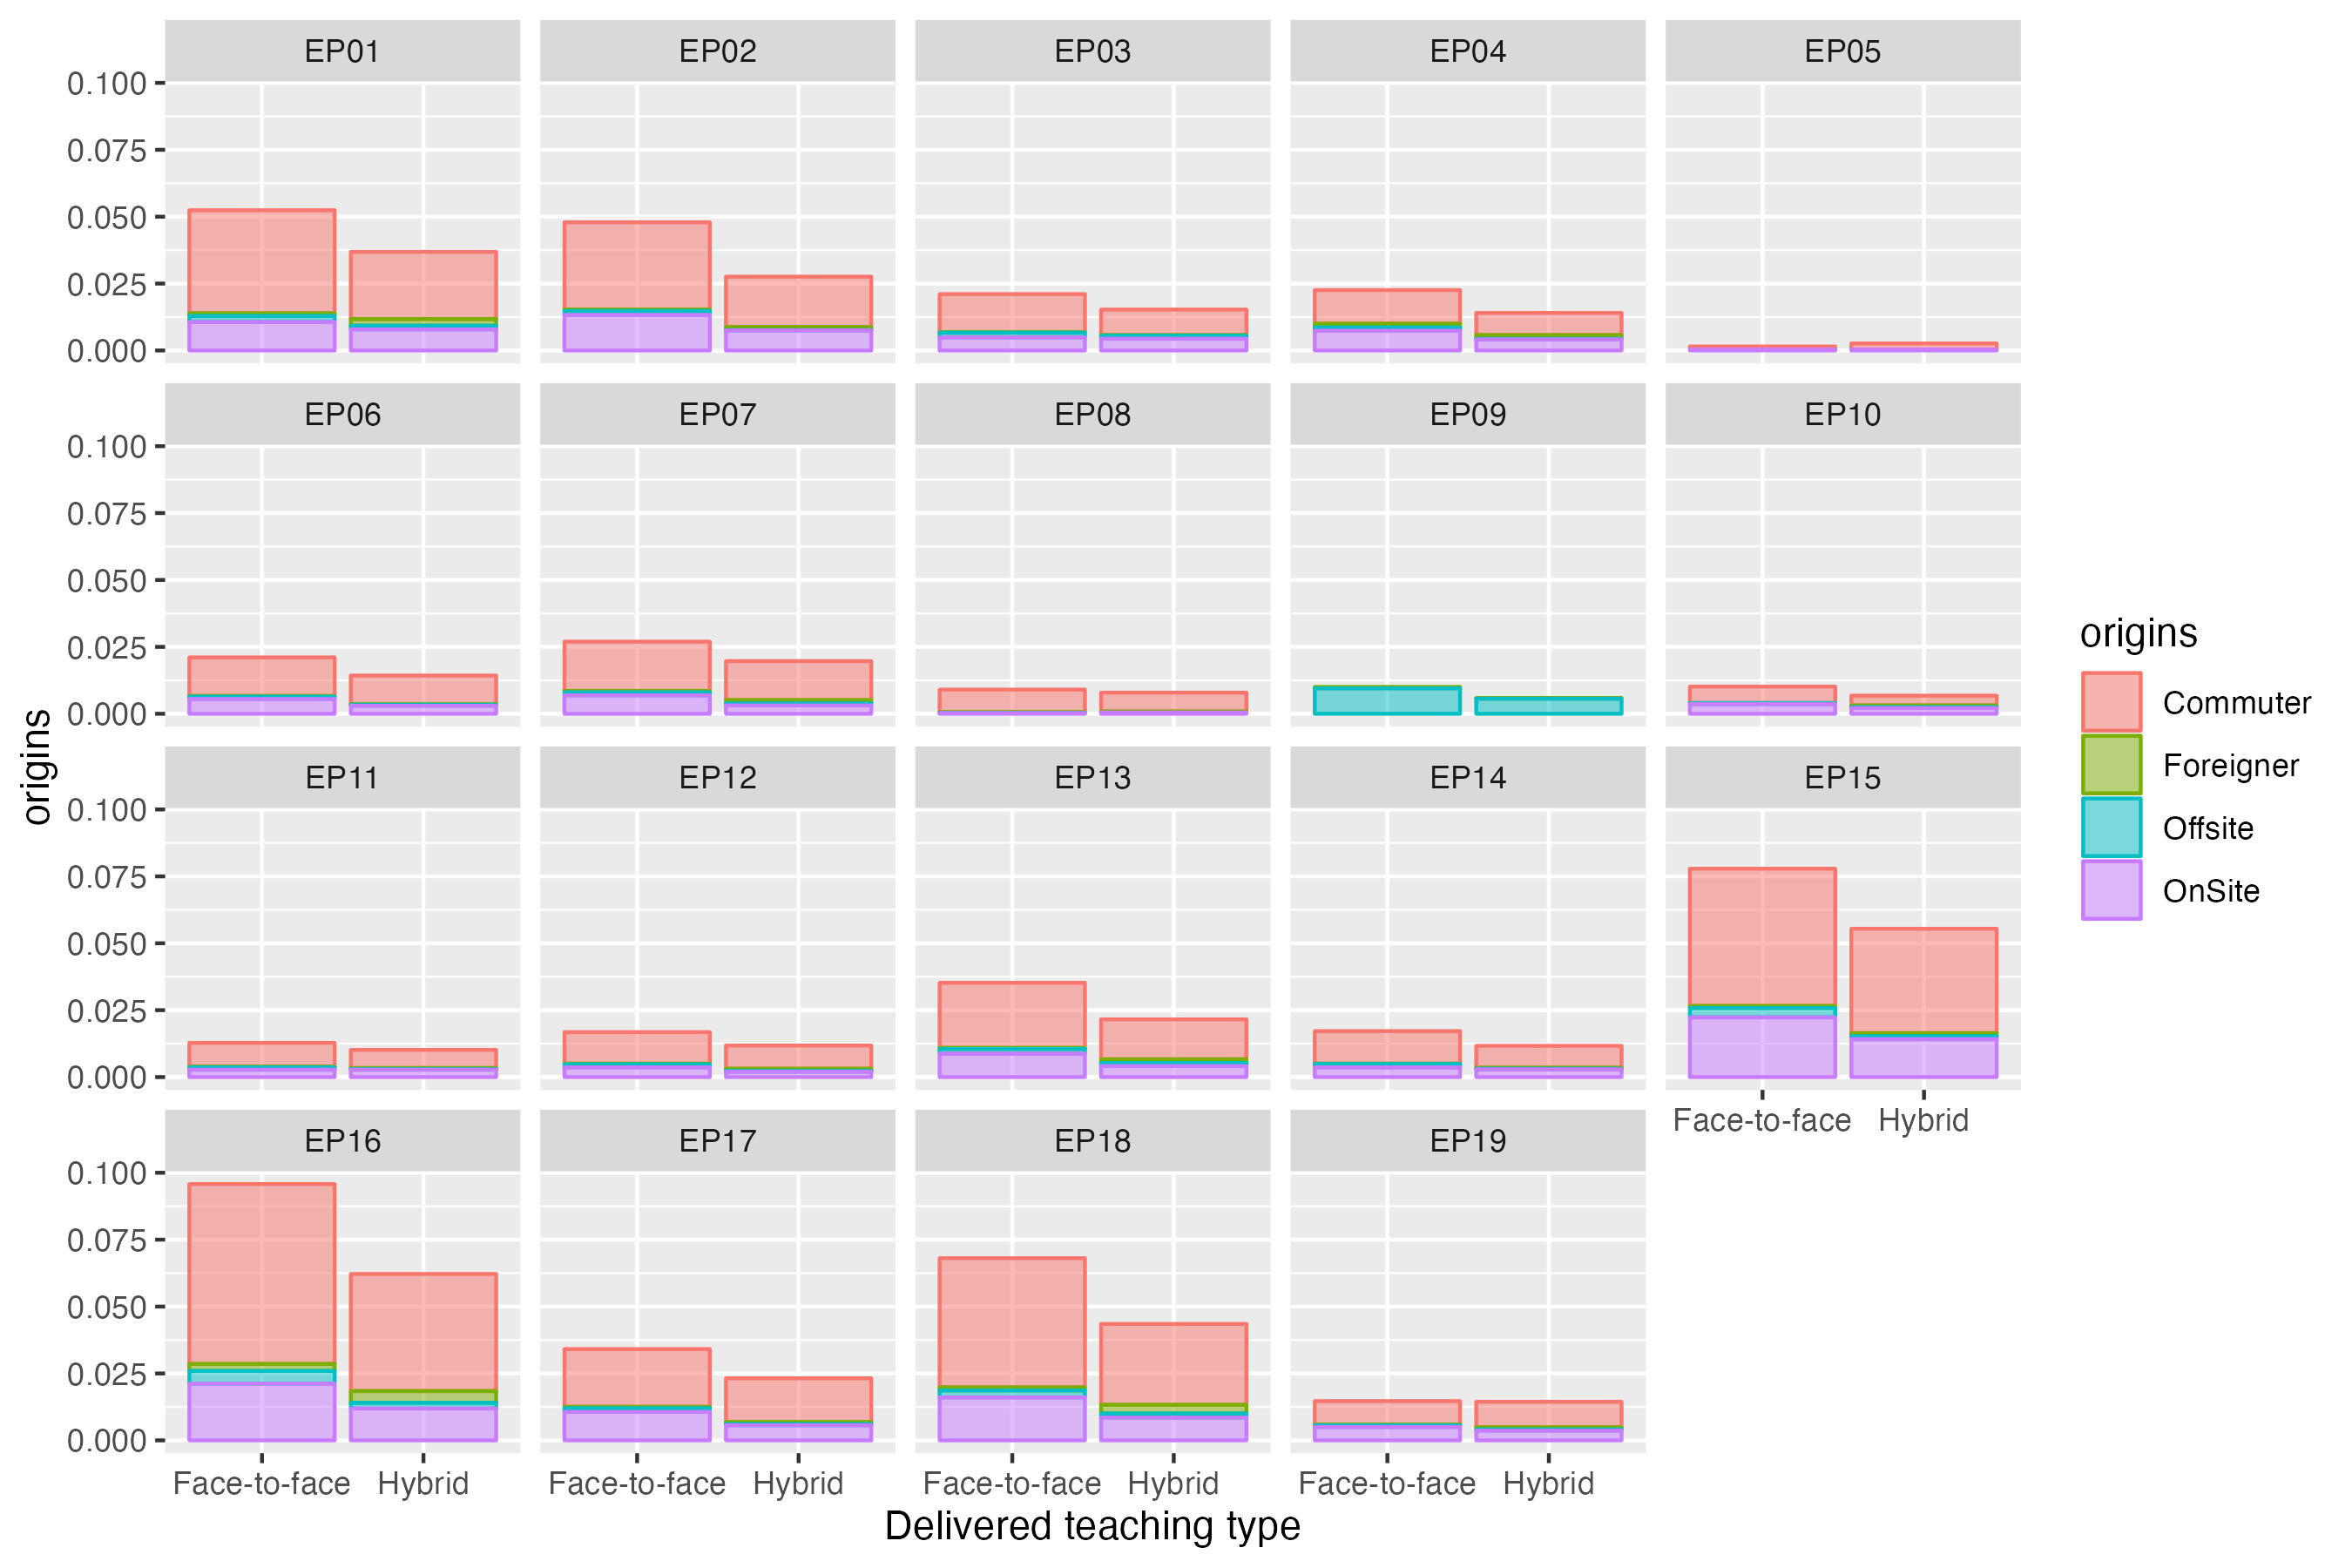 EP01 EP02 EP03 EP04 EP05
0.100
0.075
0.050
0.025
0.000
EP06 EP07 EP08 EP09 EP10
0.100
0.075
0.050
0.025
0.000
EP11 EP12 EP13 EP14 EP15
0.100
0.075
0.050
0.025
0.000
Face-to-face Hybrid
EP16 EP17 EP18 EP19
0.100
0.075
0.050
0.025
0.000
Face-to-face Hybrid Face-to-face Hybrid Face-to-face Hybrid Face-to-face Hybrid
Delivered teaching type
origins
origins
Commuter
Foreigner
Offsite
OnSite